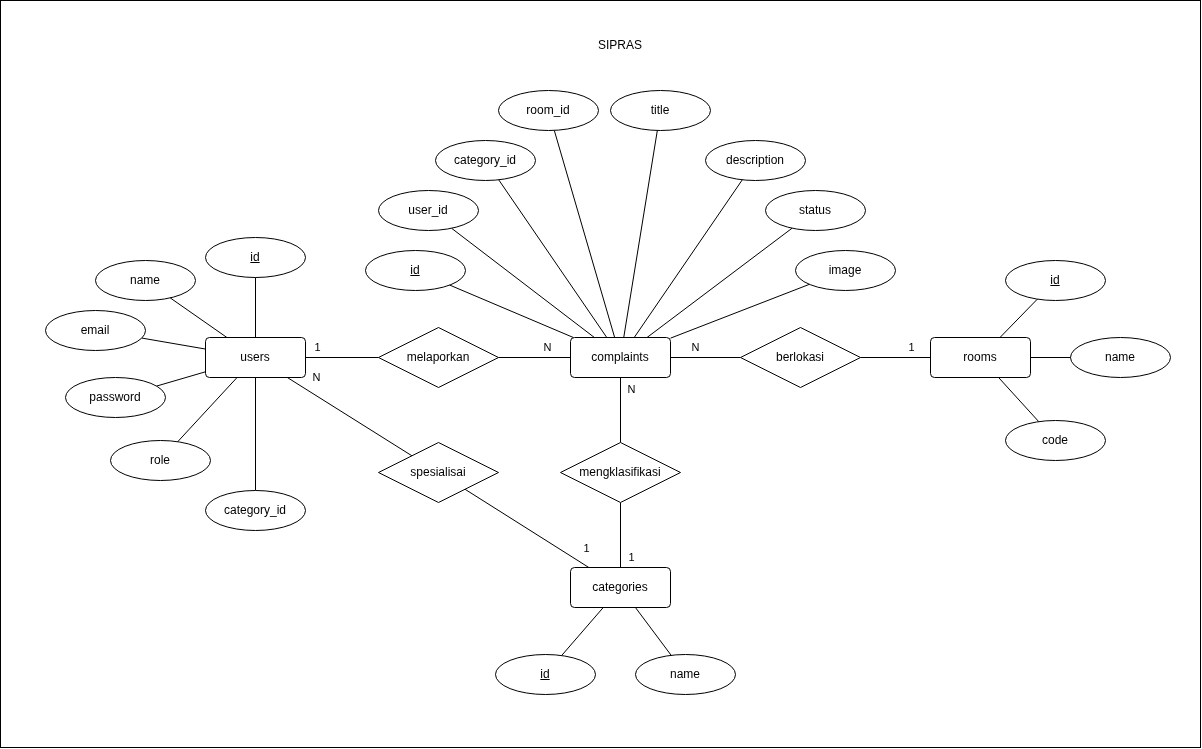 SIPRAS
room_id
title
category_id
description
user_id
status
id
id
image
id
name
email
users
1
melaporkan
N
complaints
N
berlokasi
1
rooms
name
N
N
password
code
role
spesialisai
mengklasifikasi
category_id
1
1
categories
id
name